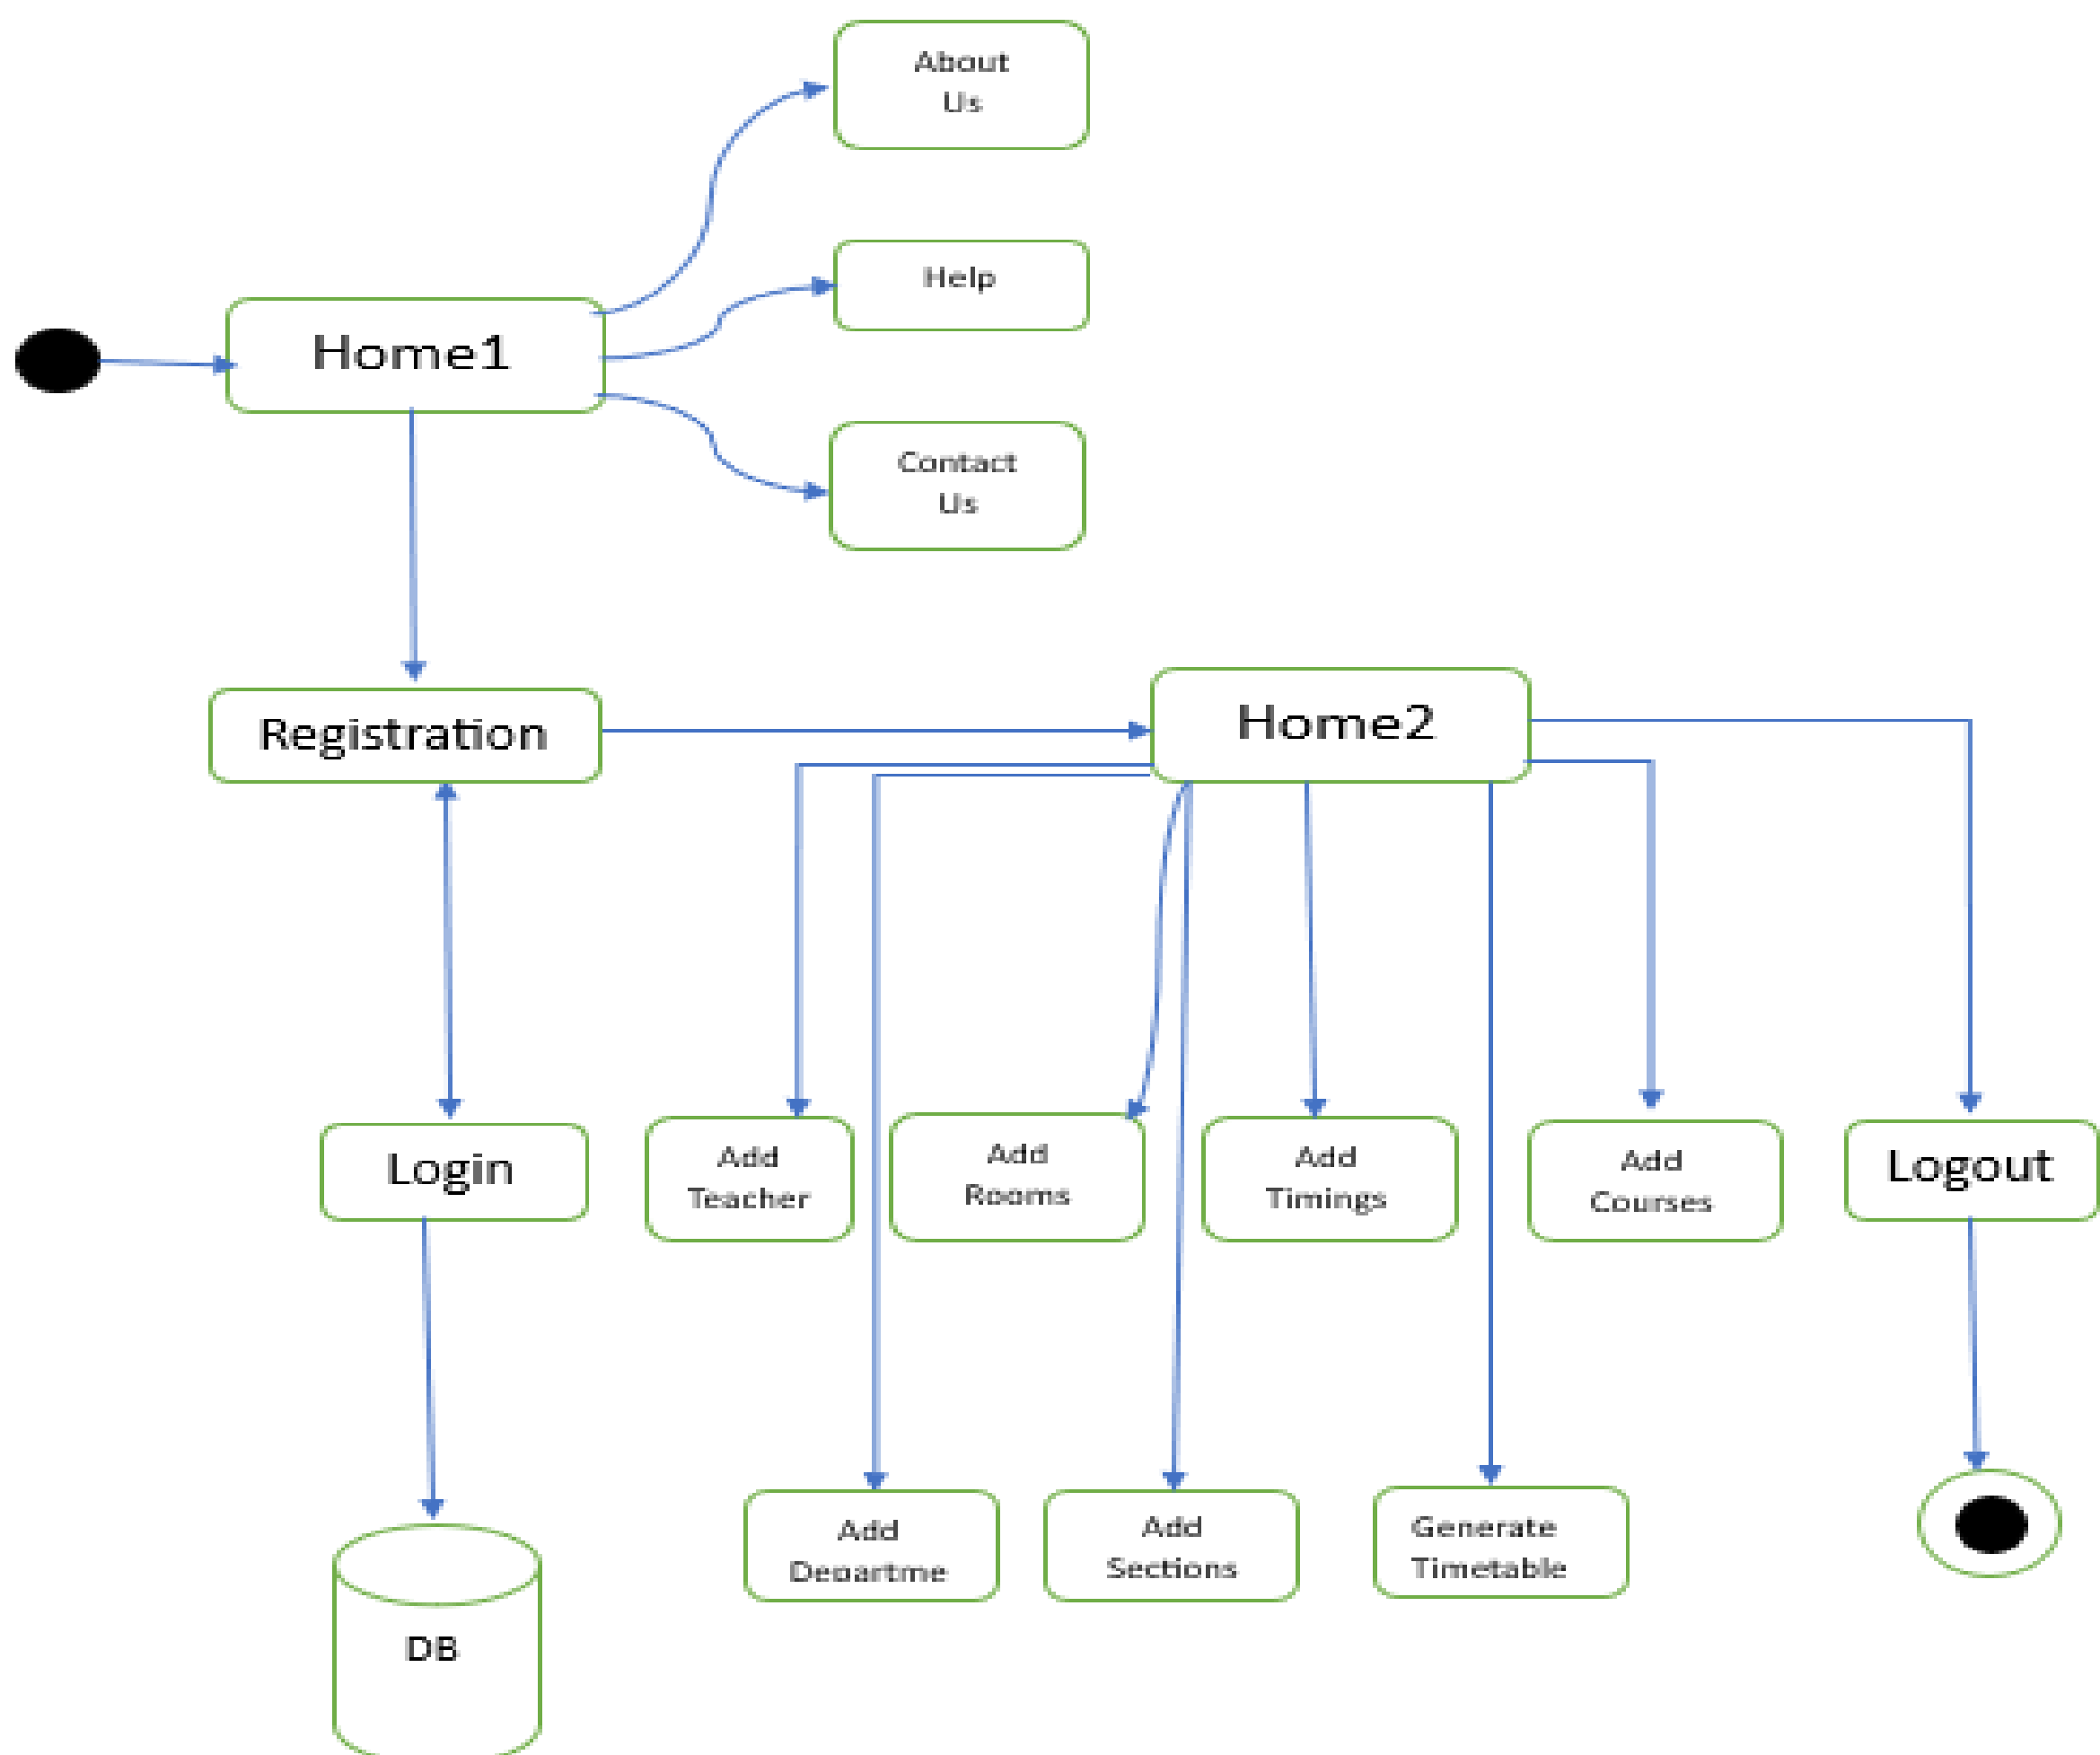 About
Us
Help
Home1
Contact
Us
Registration
Home2
Login
Add
Teacher
Add
Rooms
Add
Timings
Add
Courses
Logout
Add
Departme
Add
Sections
Generate
Timetable
DB